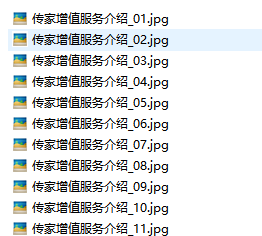 传家增值服务介绍_01.jpg
传家增值服务介绍_02.jpg
传家增值服务介绍_03.jpg
传家增值服务介绍_04.jpg
传家增值服务介绍_05.jpg
传家增值服务介绍_06.jpg
传家增值服务介绍_07.jpg
传家增值服务介绍_08.jpg
传家增值服务介绍_09.jpg
传家增值服务介绍_10.jpg
传家增值服务介绍_11.jpg